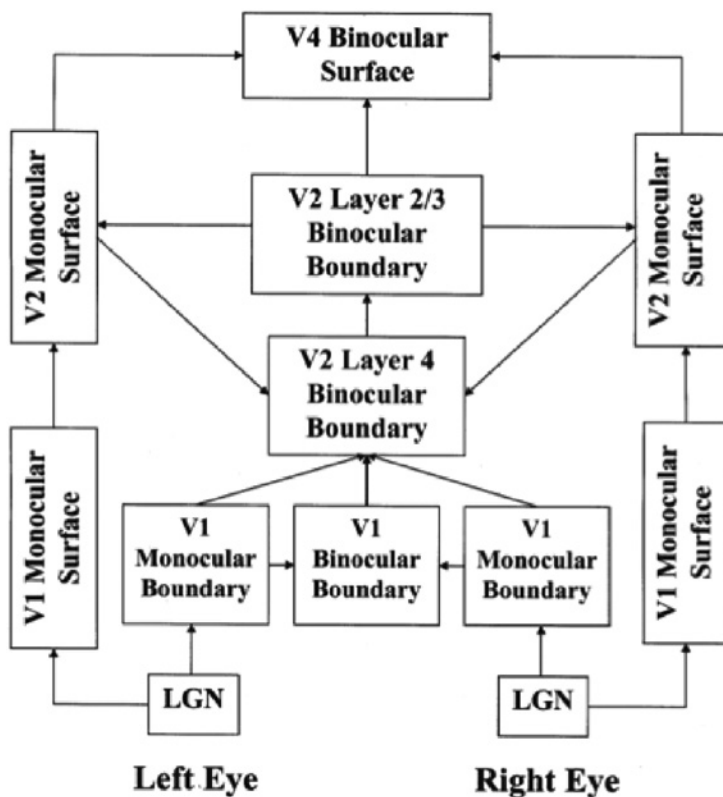 V4 Binocular
Surface
V2 Monocular
Surface
V2 Layer 2/3
Binocular
Boundary
V2 Monocular
Surface
V2 Layer 4
Binocular
Boundary
V1 Monocular
Surface
V1
Monocular
Boundary
V1
Binocular
Boundary
V1
Monocular
Boundary
V1 Monocular
Surface
LGN
LGN
Left Eye
Right Eye